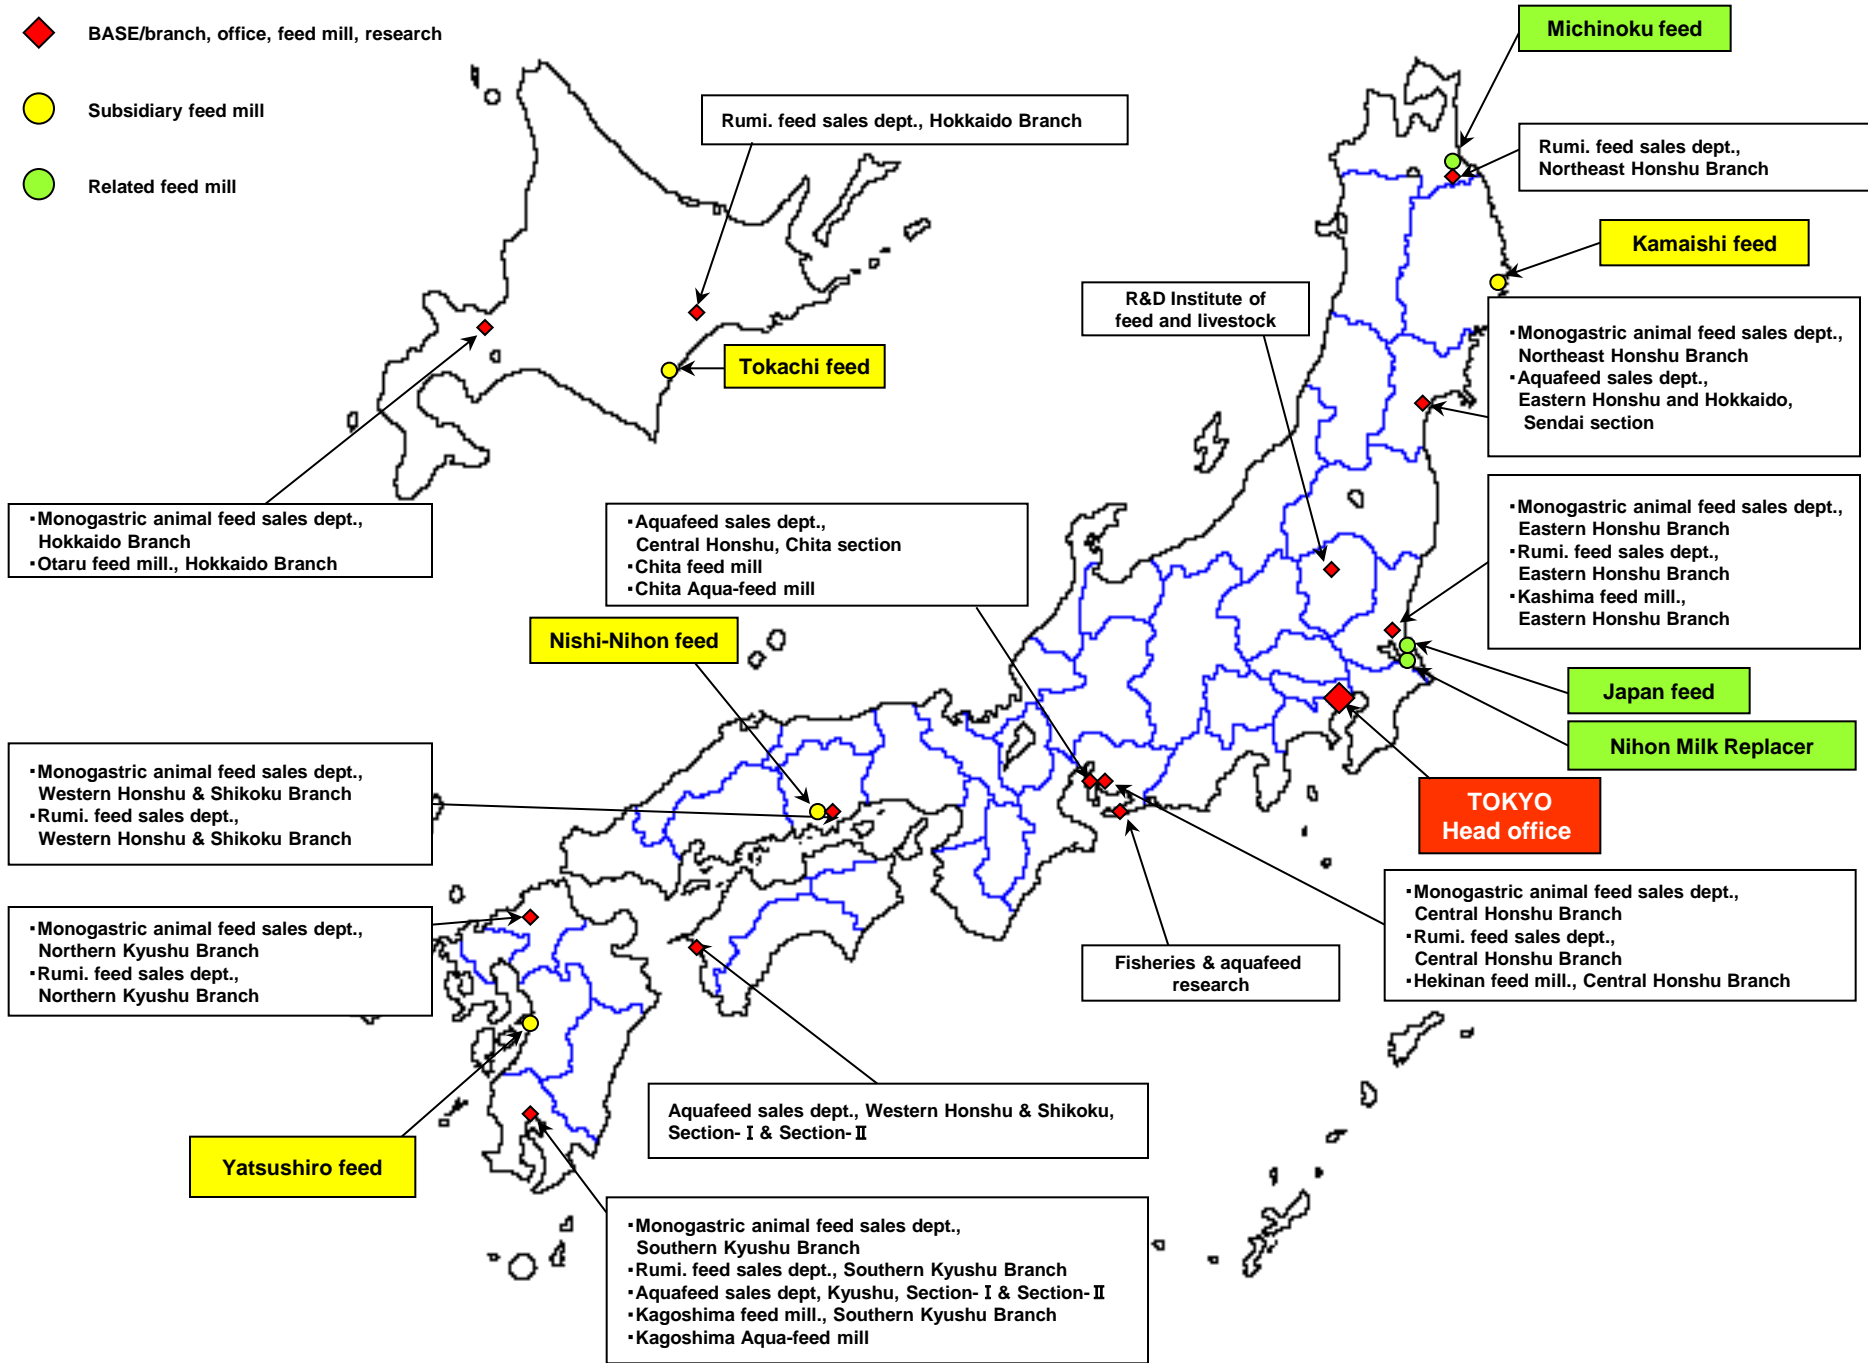 BASE/branch, office, feed mill, research
Subsidiary feed mill
Related feed mill
Michinoku feed
Rumi. feed sales dept., Hokkaido Branch
Rumi. feed sales dept.,
Northeast Honshu Branch
Kamaishi feed
R&D Institute of
feed and livestock
・Monogastric animal feed sales dept.,
Northeast Honshu Branch
・Aquafeed sales dept.,
Eastern Honshu and Hokkaido,
Sendai section
Tokachi feed
・Monogastric animal feed sales dept.,
Hokkaido Branch
・Otaru feed mill., Hokkaido Branch
・Aquafeed sales dept.,
Central Honshu, Chita section
・Chita feed mill
・Chita Aqua-feed mill
・Monogastric animal feed sales dept.,
Eastern Honshu Branch
・Rumi. feed sales dept.,
Eastern Honshu Branch
・Kashima feed mill.,
Eastern Honshu Branch
Nishi-Nihon feed
Japan feed
Nihon Milk Replacer
・Monogastric animal feed sales dept.,
Western Honshu & Shikoku Branch
・Rumi. feed sales dept.,
Western Honshu & Shikoku Branch
TOKYO
Head office
・Monogastric animal feed sales dept.,
Northern Kyushu Branch
・Rumi. feed sales dept.,
Northern Kyushu Branch
Fisheries & aquafeed
research
・Monogastric animal feed sales dept.,
Central Honshu Branch
・Rumi. feed sales dept.,
Central Honshu Branch
・Hekinan feed mill., Central Honshu Branch
Aquafeed sales dept., Western Honshu & Shikoku,
Section-Ⅰ & Section-Ⅱ
Yatsushiro feed
・Monogastric animal feed sales dept.,
Southern Kyushu Branch
・Rumi. feed sales dept., Southern Kyushu Branch
・Aquafeed sales dept, Kyushu, Section-Ⅰ & Section-Ⅱ
・Kagoshima feed mill., Southern Kyushu Branch
・Kagoshima Aqua-feed mill